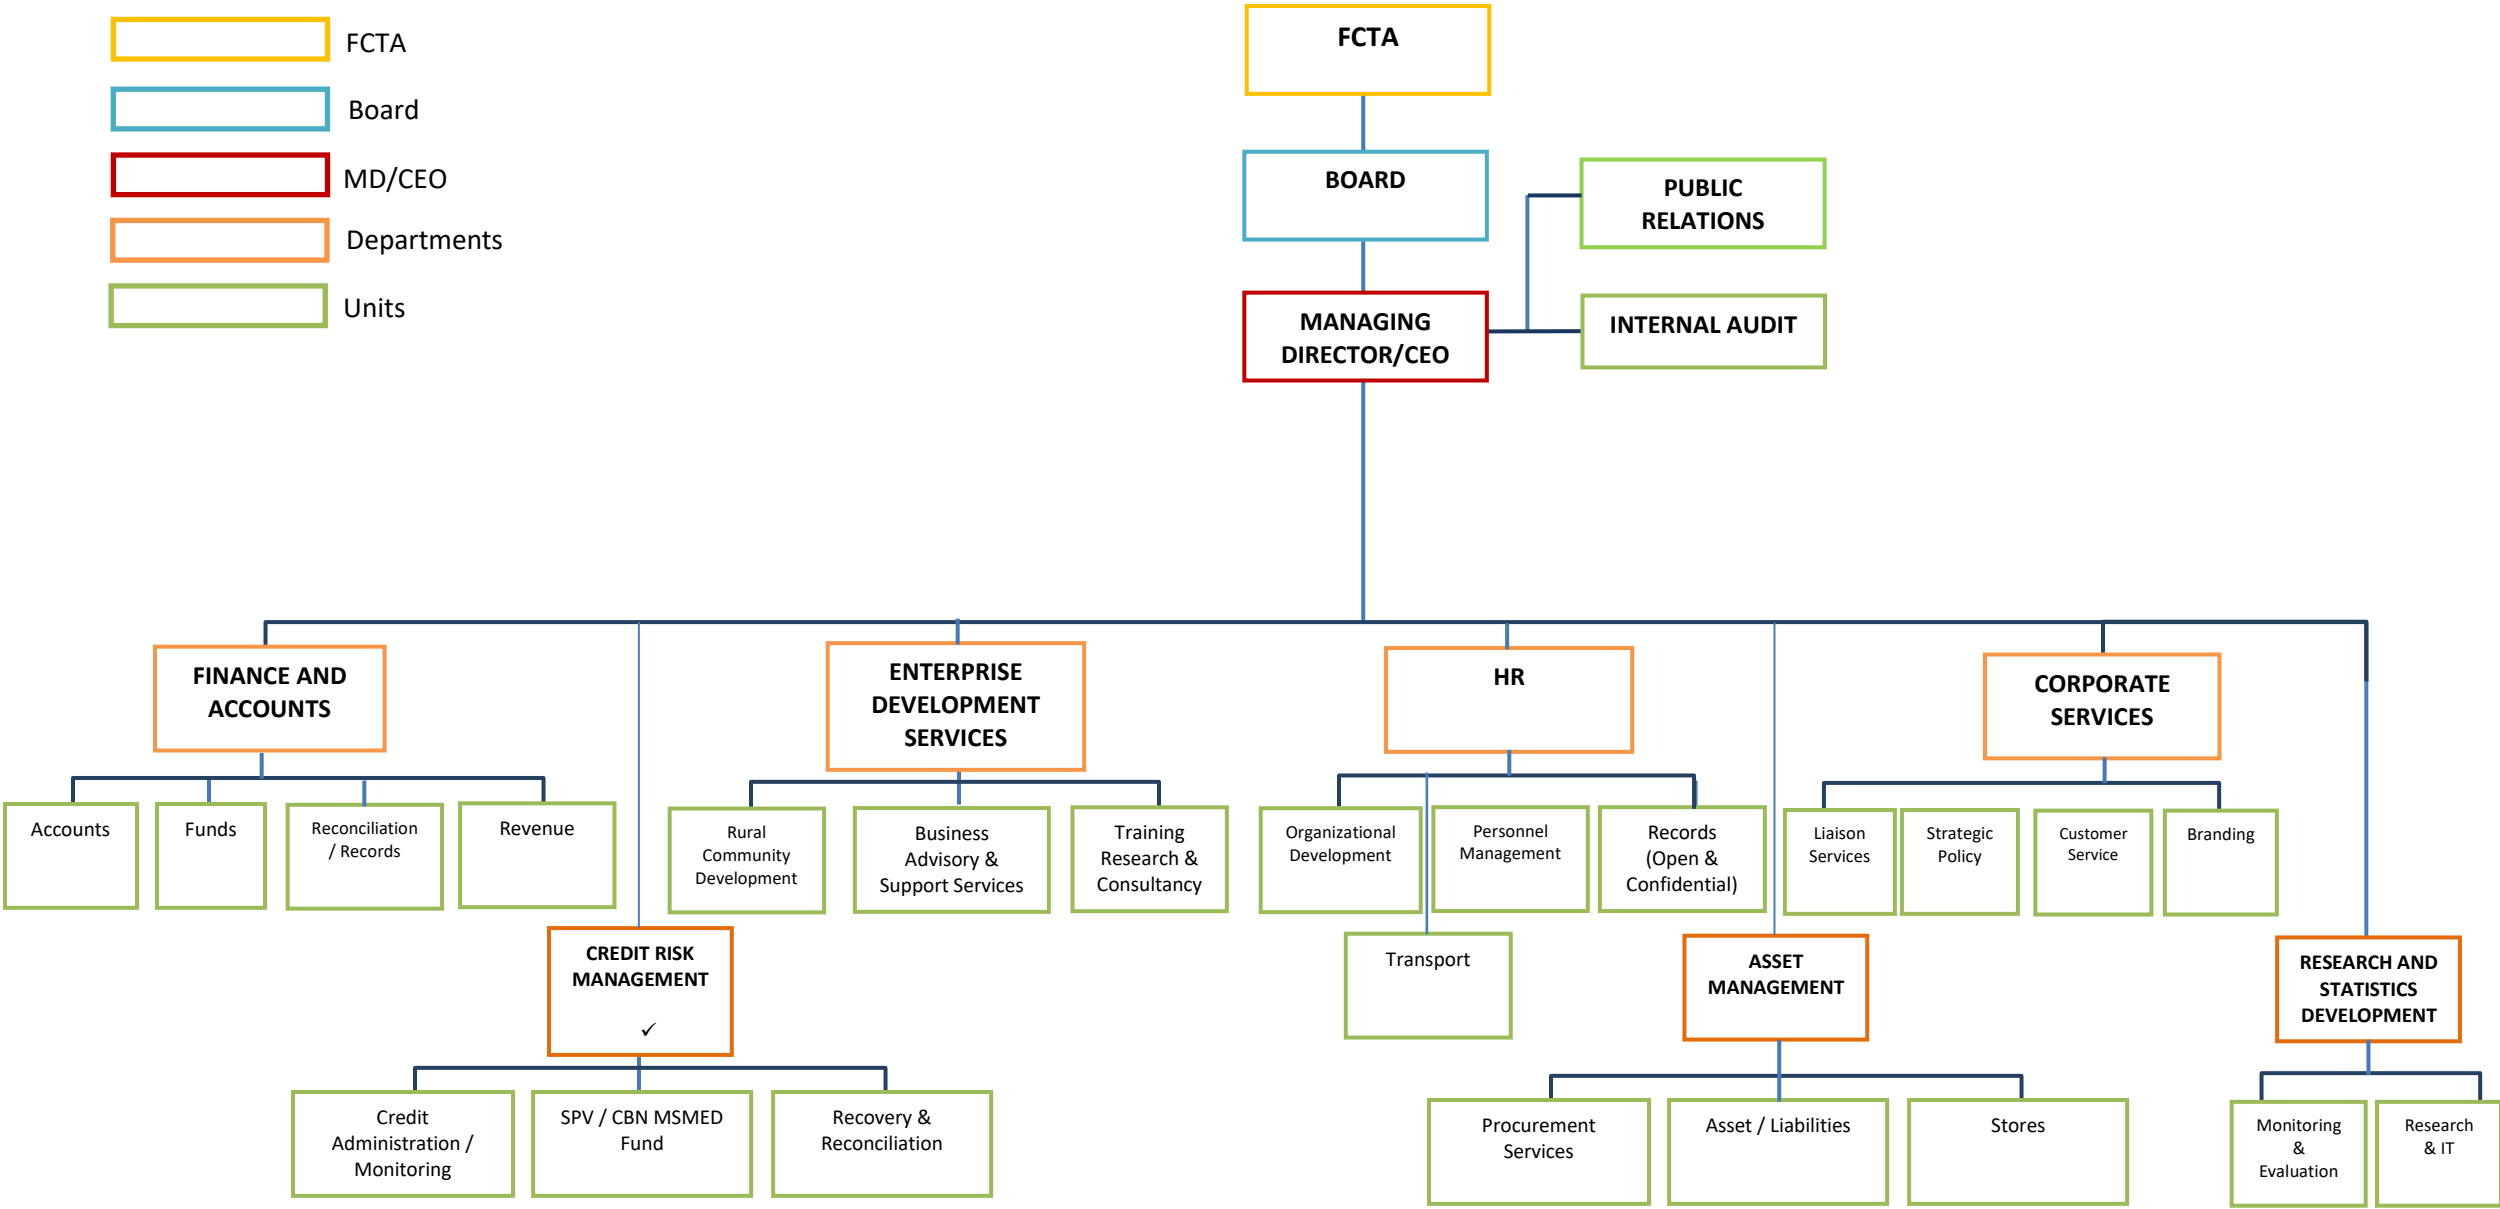 FCTA
Board
MD/CEO
Departments
Units
FCTA
BOARD
PUBLIC
RELATIONS
MANAGING
DIRECTOR/CEO
INTERNAL AUDIT
FINANCE AND
ACCOUNTS
ENTERPRISE
DEVELOPMENT
SERVICES
HR
CORPORATE
SERVICES
Accounts
Funds
Reconciliation
/ Records
Revenue
Rural
Community
Development
Business
Advisory &
Support Services
Training
Research &
Consultancy
Organizational
Development
Personnel
Management
Records
(Open &
Confidential)
Liaison
Services
Strategic
Policy
Customer
Service
Branding
CREDIT RISK
MANAGEMENT
✓
Transport
ASSET
MANAGEMENT
RESEARCH AND
STATISTICS
DEVELOPMENT
Credit
Administration /
Monitoring
SPV / CBN MSMED
Fund
Recovery &
Reconciliation
Procurement
Services
Asset / Liabilities
Stores
Monitoring
&
Evaluation
Research
& IT